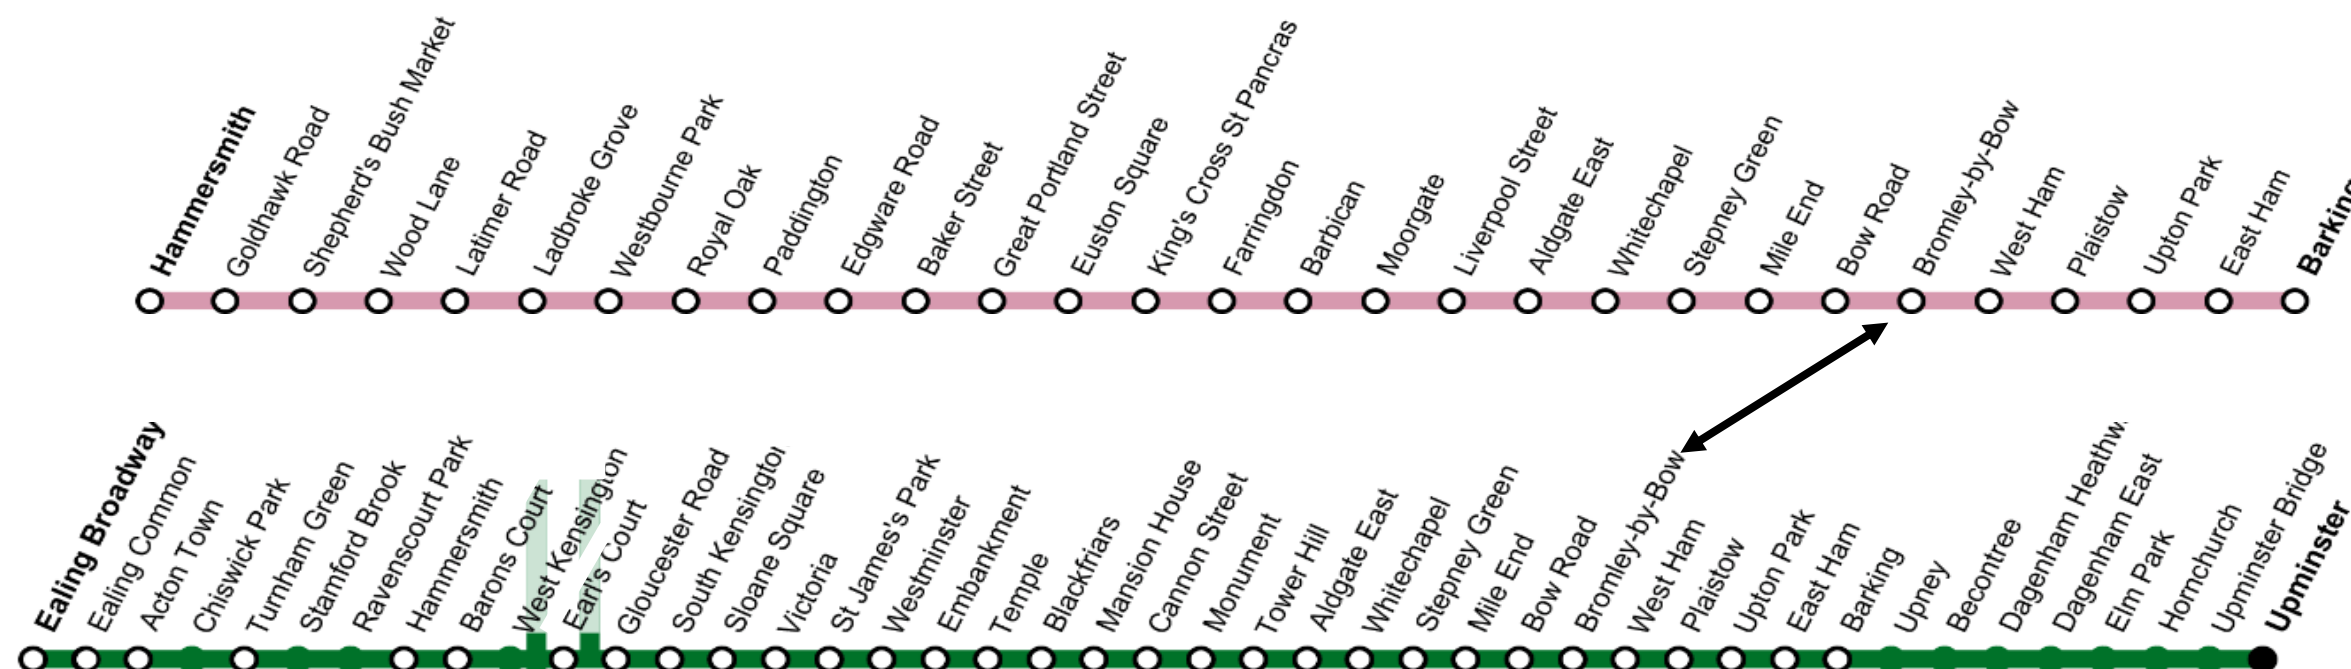 Hammersmith
Goldhawk Road
Shepherd's Bush Market
Wood Lane
Latimer Road
Ladbroke Grove
Westbourne Park
Royal Oak
Paddington
Edgware Road
Baker Street
Great Portland Street
Euston Square
King's Cross St Pancras
Farringdon
Barbican
Moorgate
Liverpool Street
Aldgate East
Whitechapel
Stepney Green
Mile End
Bow Road
Bromley-by-Bow
West Ham
Plaistow
Upton Park
East Ham
Barking
Ealing Broadway
Ealing Common
Acton Town
Chiswick Park
Turnham Green
Stamford Brook
Ravenscourt Park
Hammersmith
Barons Court
West Kensington
Earl's Court
Gloucester Road
South Kensington
Sloane Square
Victoria
St James's Park
Westminster
Embankment
Temple
Blackfriars
Mansion House
Cannon Street
Monument
Tower Hill
Aldgate East
Whitechapel
Stepney Green
Mile End
Bow Road
Bromley-by-Bow
West Ham
Plaistow
Upton Park
East Ham
Barking
Upney
Becontree
Dagenham Heathw
Dagenham East
Elm Park
Hornchurch
Upminster Bridge
Upminster